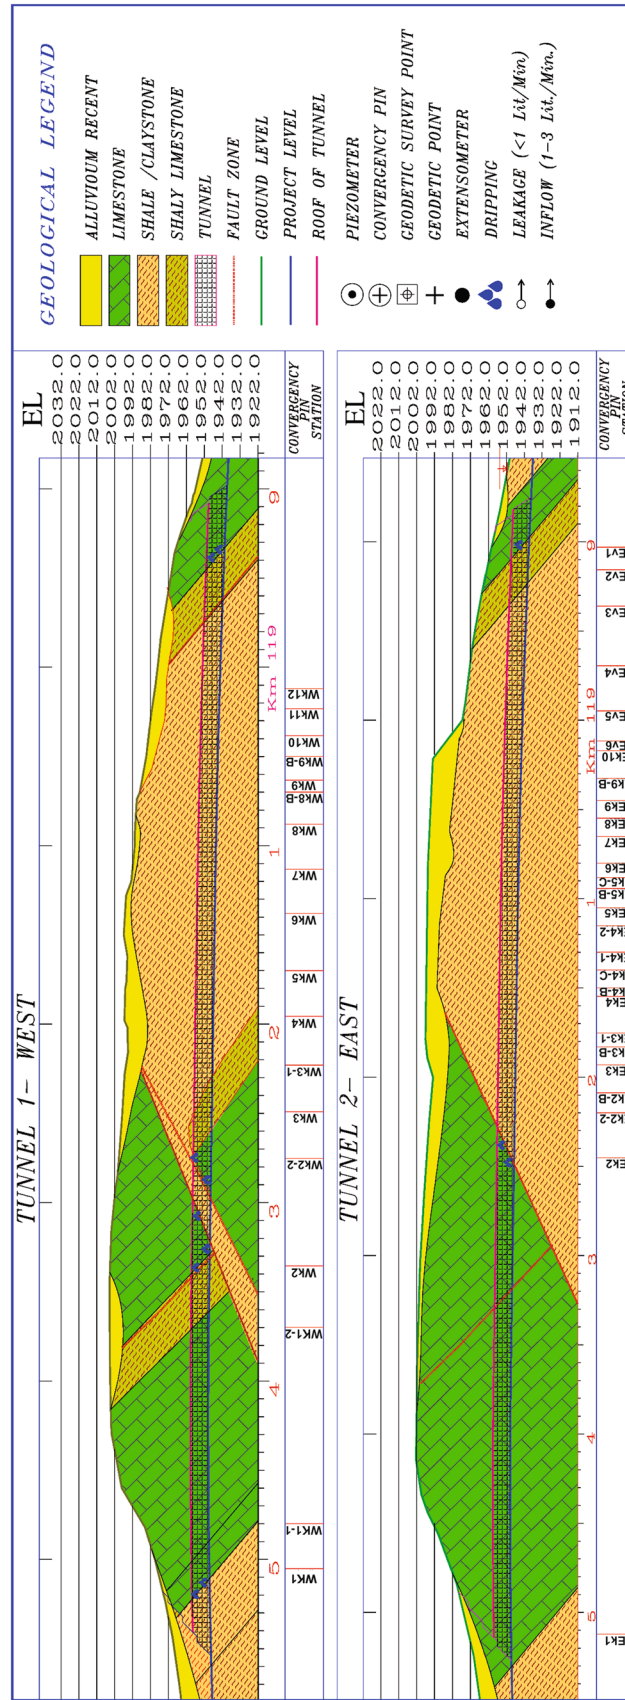 GEOLOGICAL LEGEND
ALLUVIOUM RECENT
LIMESTONE
SHALE /CLAYSTONE
SHALY LIMESTONE
TUNNEL
FAULT ZONE
GROUND LEVEL
PROJECT LEVEL
ROOF OF TUNNEL
PIEZOMETER
CONVERGENCY PIN
GEODETIC SURVEY POINT
GEODETIC POINT
EXTENSOMETER
DRIPPING
LEAKAGE (<1 Lit/Min)
INFLOW (1-3 Lit./Min.)
TUNNEL 1- WEST
EL
2032.0
2022.0
2012.0
2002.0
1992.0
1982.0
1972.0
1962.0
1952.0
1942.0
1932.0
1922.0
CONVERGENCY
PIN
STATION
5
4
3
2
1
Km 119
9
WK1
WK1-1
WK1-2
WK2
WK2-2
WK3
WK3-1
WK4
WK5
WK6
WK7
WK8
WK8-B
WK9
WK9-B
WK10
WK11
WK12
TUNNEL 2- EAST
EL
2022.0
2012.0
2002.0
1992.0
1982.0
1972.0
1962.0
1952.0
1942.0
1932.0
1922.0
1912.0
CONVERGENCY
PIN
5
4
3
2
1
Km 119
9
EK1
EK2
EK3
EK4
EK5
EK6
EK7
EK8
EK9
EK10
Ev6
Ev5
Ev4
Ev3
Ev2
Ev1